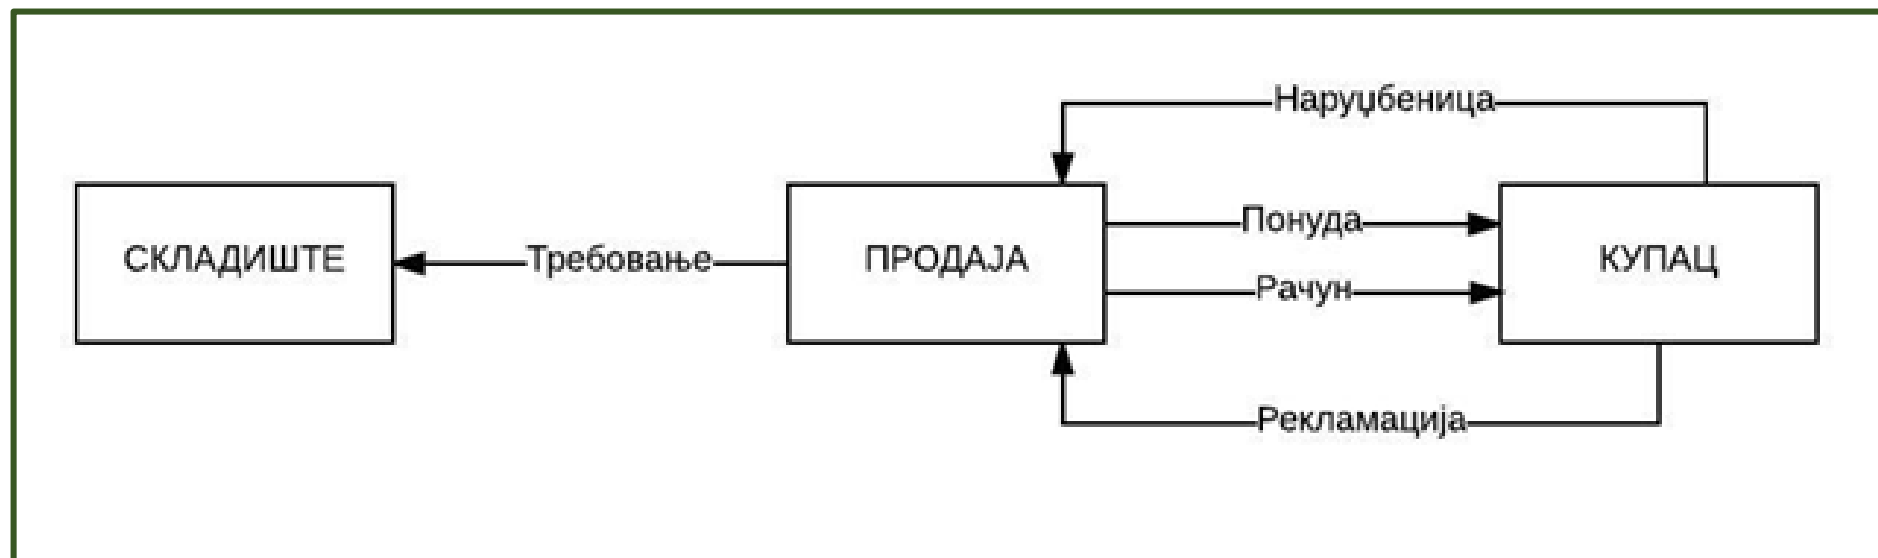 Наруџбеница
Понуда
СКЛАДИШТЕ
Требовање
ПРОДАЈА
КУПАЦ
Рачун
Рекламација